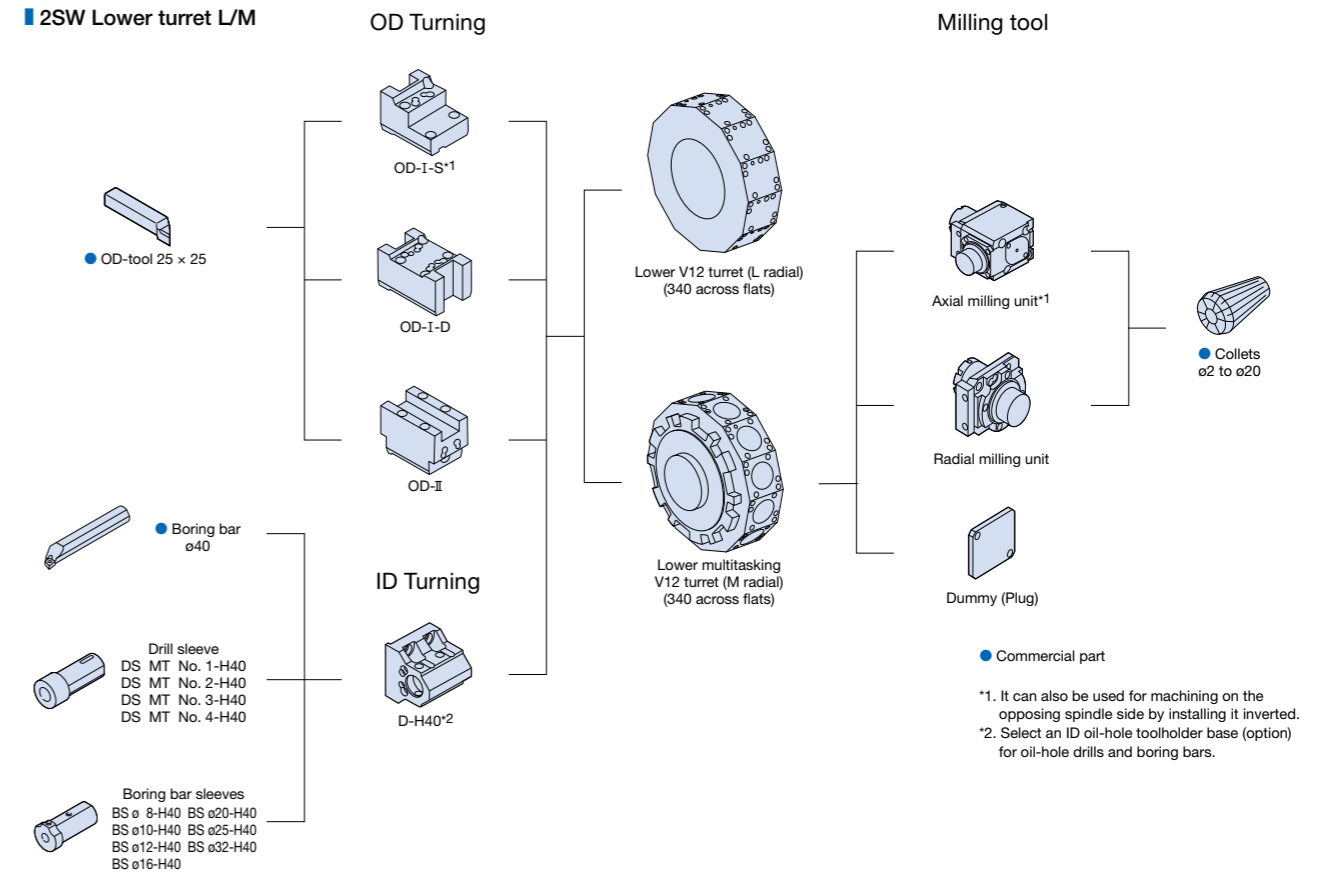 2SW Lower turret L/M
OD Turning
Milling tool
OD-I-S*1
OD-tool 25 × 25
OD-I-D
OD-Ⅱ
Lower V12 turret (L radial)
(340 across flats)
Axial milling unit*1
Collets
ø2 to ø20
Radial milling unit
Boring bar
ø40
Lower multitasking
V12 turret (M radial)
(340 across flats)
ID Turning
Dummy (Plug)
Drill sleeve
DS MT No. 1-H40
DS MT No. 2-H40
DS MT No. 3-H40
DS MT No. 4-H40
D-H40*2
Commercial part
*1. It can also be used for machining on the
opposing spindle side by installing it inverted.
*2. Select an ID oil-hole toolholder base (option)
for oil-hole drills and boring bars.
Boring bar sleeves
BS ø 8-H40 BS ø20-H40
BS ø10-H40 BS ø25-H40
BS ø12-H40 BS ø32-H40
BS ø16-H40